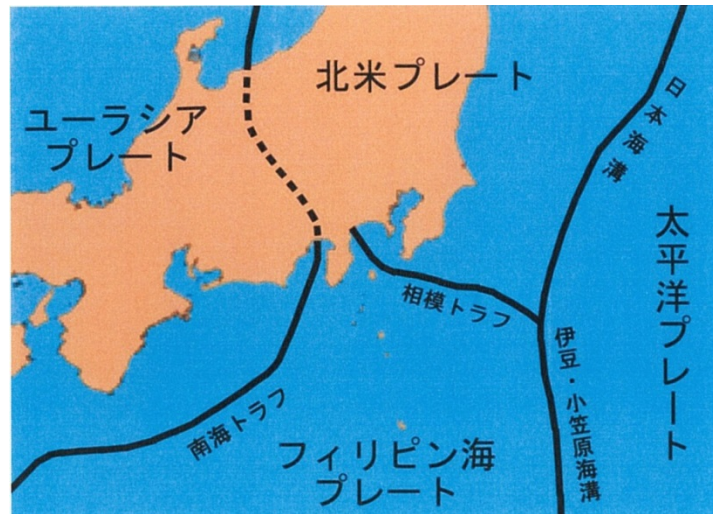 北米プレート
ユーラシア
プレート
日本海溝
太平洋プレート
相模トラフ
伊豆・小笠原海溝
南海トラフ
フィリピン海
プレート